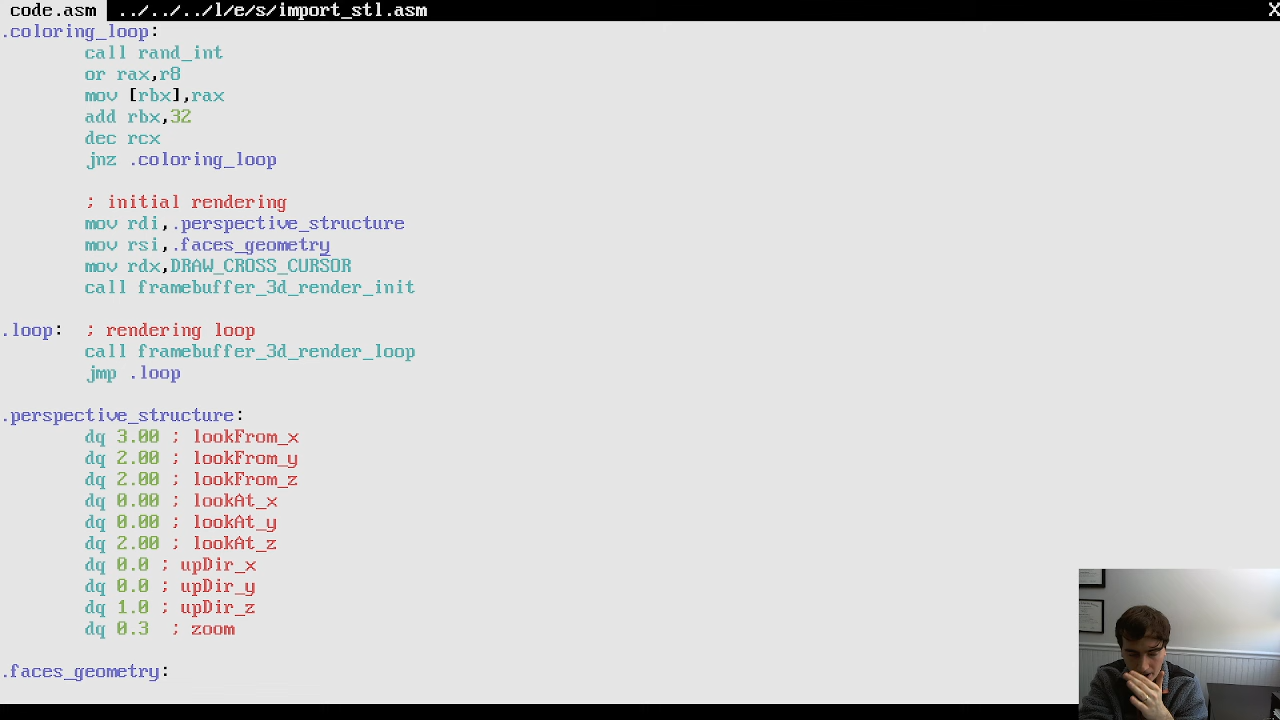 code.asm ../../../l/e/s/import_stl.asm X
.coloring_loop:
call rand_int
or rax,r8
mov [rbx],rax
add rbx,32
dec rcx
jnz .coloring_loop
; initial rendering
mov rdi,.perspective_structure
mov rsi,.faces_geometry
mov rdx,DRAW_CROSS_CURSOR
call framebuffer_3d_render_init
.loop: ; rendering loop
call framebuffer_3d_render_loop
jmp .loop
.perspective_structure:
dq 3.00 ; lookFrom_x
dq 2.00 ; lookFrom_y
dq 2.00 ; lookFrom_z
dq 0.00 ; lookAt_x
dq 0.00 ; lookAt_y
dq 2.00 ; lookAt_z
dq 0.0 ; upDir_x
dq 0.0 ; upDir_y
dq 1.0 ; upDir_z
dq 0.3 ; zoom
.faces_geometry: